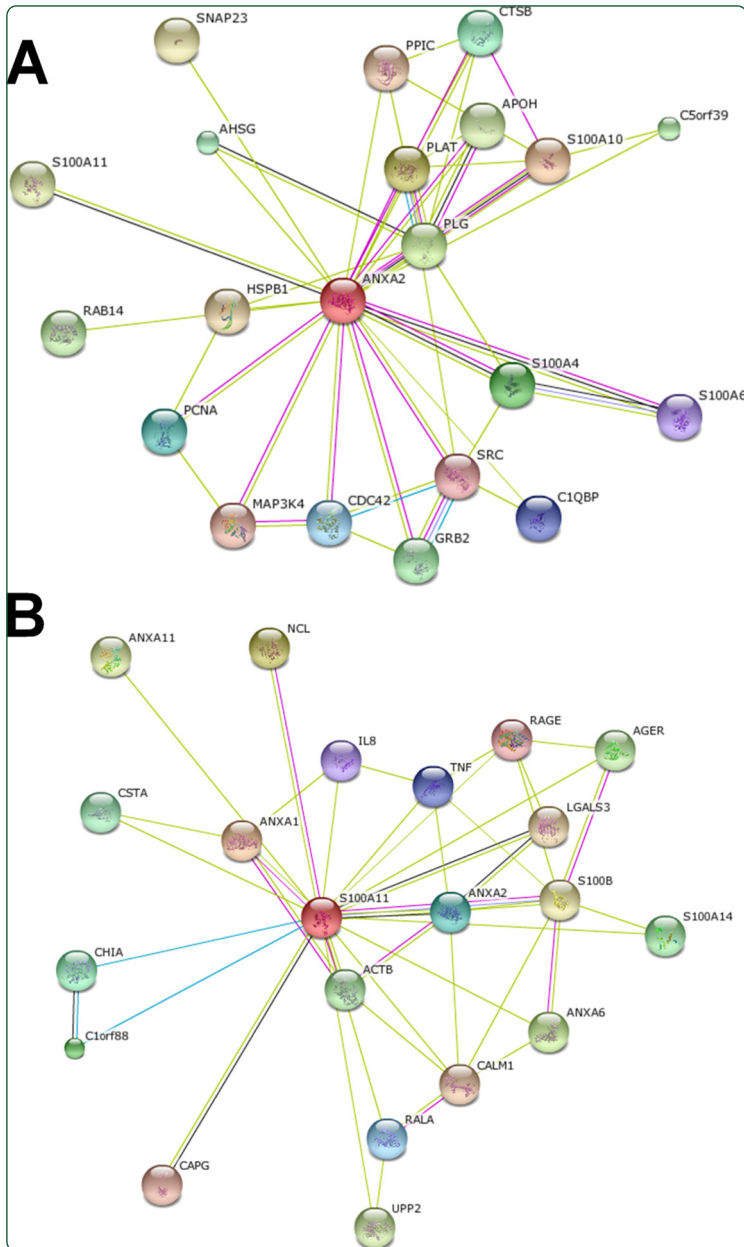 A
SNAP23
CTSB
PPIC
APOH
C5orf39
AHSG
S100A10
PLAT
S100A11
PLG
ANXA2
HSPB1
RAB14
S100A4
S100A6
PCNA
SRC
C1QBP
MAP3K4
CDC42
GRB2
B
ANXA11
NCL
RAGE
AGER
IL8
TNF
CSTA
LGALS3
ANXA1
S100B
S100A11
ANXA2
S100A14
CHIA
ACTB
ANXA6
C1orf88
CALM1
RALA
CAPG
UPP2